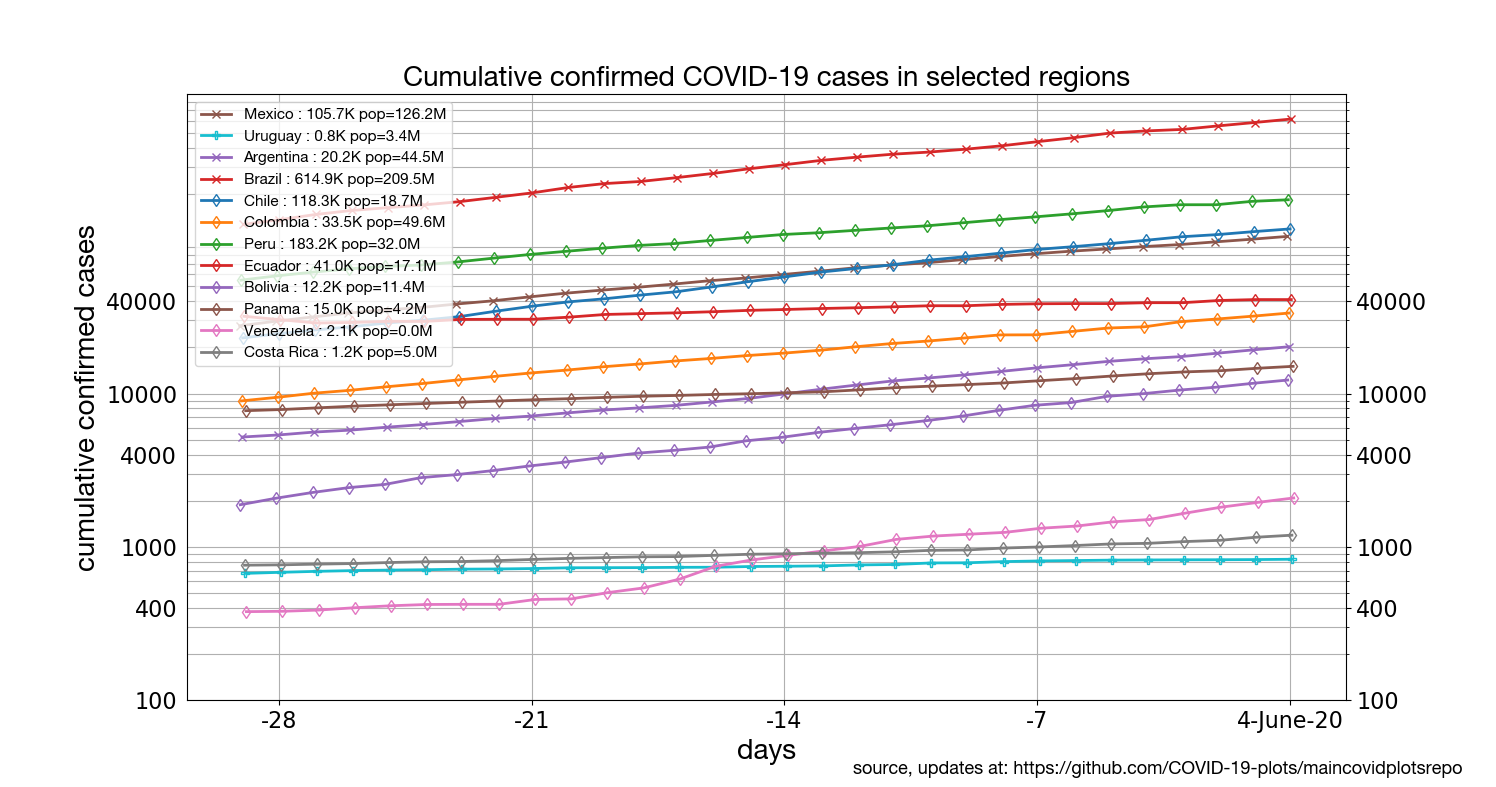 Cumulative confirmed COVID-19 cases in selected regions
Mexico : 105.7K pop=126.2M
Uruguay : 0.8K pop=3.4M
Argentina : 20.2K pop=44.5M
Brazil : 614.9K pop=209.5M
Chile : 118.3K pop=18.7M
Colombia : 33.5K pop=49.6M
Peru : 183.2K pop=32.0M
Ecuador : 41.0K pop=17.1M
Bolivia : 12.2K pop=11.4M
Panama : 15.0K pop=4.2M
Venezuela : 2.1K pop=0.0M
Costa Rica : 1.2K pop=5.0M
cumulative confirmed cases
40000
10000
4000
1000
400
100
40000
10000
4000
1000
400
100
-28
-21
-14
-7
4-June-20
days
source, updates at: https://github.com/COVID-19-plots/maincovidplotsrepo